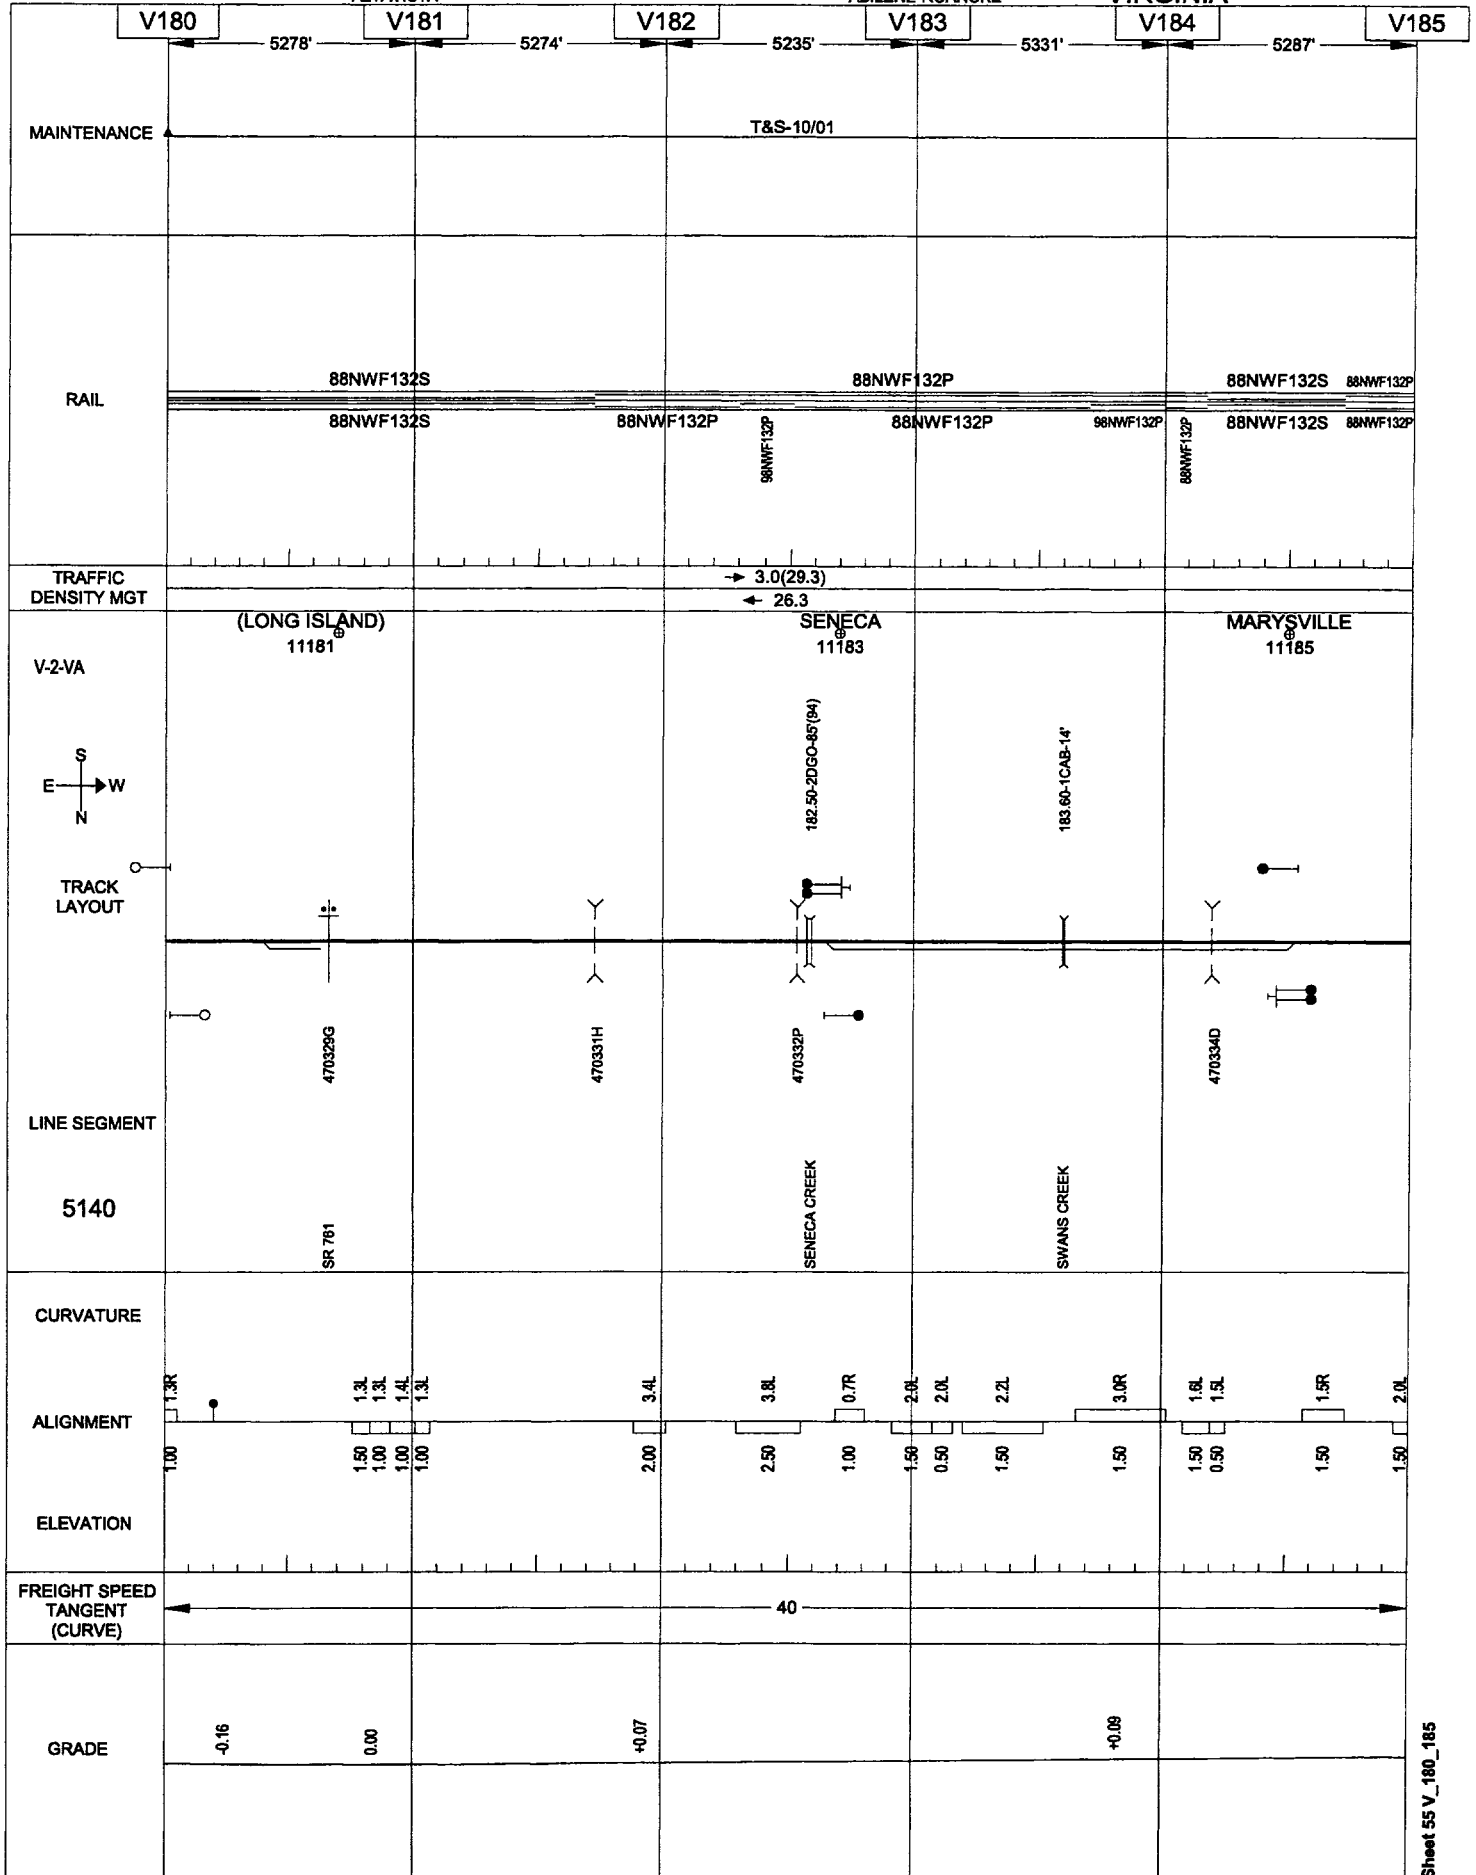 VIRGINIA
V180 V181 V182 V183 V184 V185
5278' 5274' 5235' 5331' 5287'
MAINTENANCE
T&S-10/01
RAIL
88NWF132S 88NWF132P 88NWF132S 88NWF132P
88NWF132S 88NWF132P 98NWF132P 88NWF132P 98NWF132P 88NWF132P 88NWF132S 88NWF132P
TRAFFIC
DENSITY MGT
3.0(29.3)
26.3
(LONG ISLAND) SENECA MARYSVILLE
11181 11183 11185
V-2-VA
182.50-2DGO-85'(94)
183.60-1CAB-14'
S
E W
N
TRACK
LAYOUT
470329G 470331H 470332P 470334D
LINE SEGMENT
5140
SR 761 SENECA CREEK SWANS CREEK
CURVATURE
1.3R 1.3L 1.3L 1.4L 1.3L 3.4L 3.8L 0.7R 2.0L 2.0L 2.2L 3.0R 1.6L 1.5L 1.5R 2.0L
ALIGNMENT
1.00 1.50 1.00 1.00 1.00 2.00 2.50 1.00 1.50 0.50 1.50 1.50 1.50 0.50 1.50 1.50
ELEVATION
FREIGHT SPEED
TANGENT
(CURVE)
40
GRADE
-0.16 0.00 +0.07 +0.09
Sheet 55 V_180_185